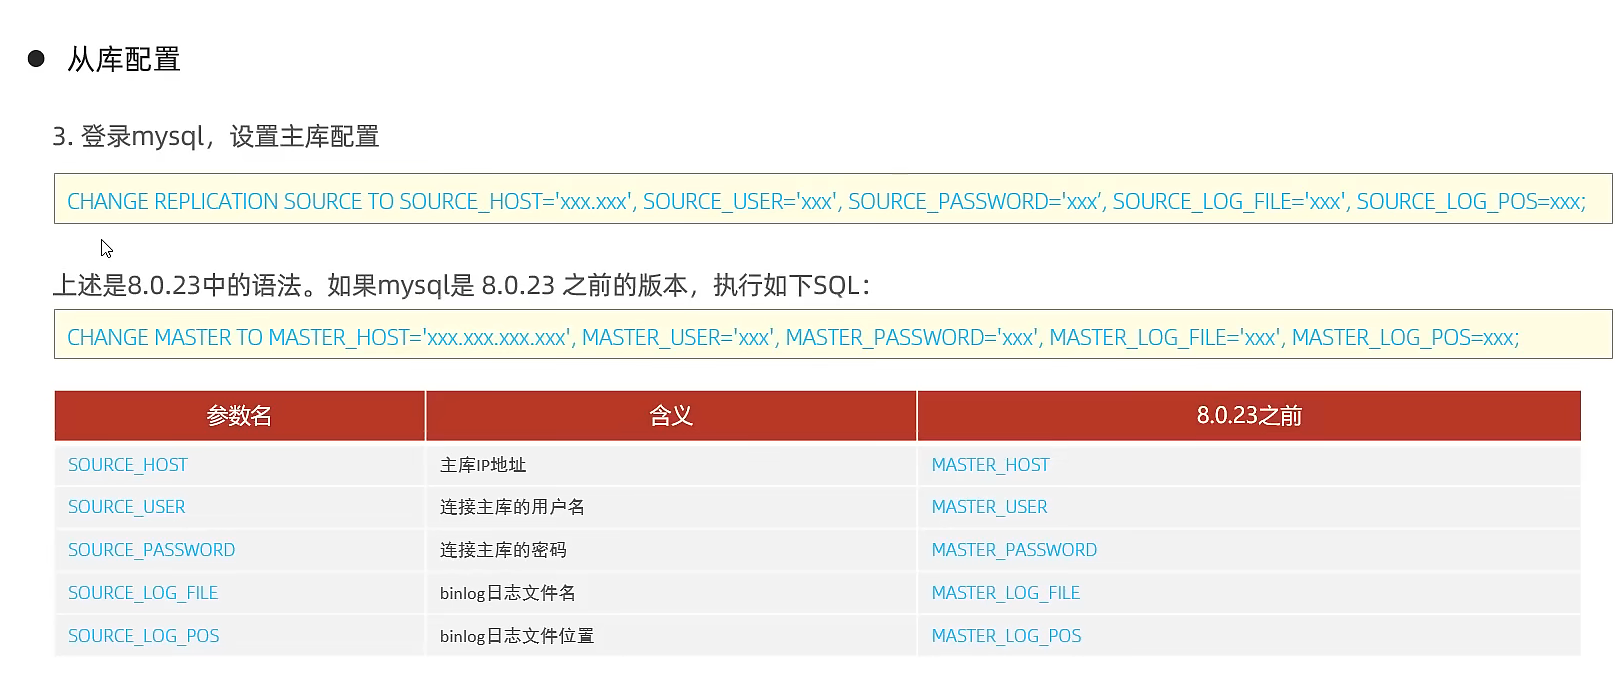 ● 从库配置
3. 登录mysql，设置主库配置
CHANGE REPLICATION SOURCE TO SOURCE_HOST='xxx.xxx', SOURCE_USER='xxx', SOURCE_PASSWORD='xxx’, SOURCE_LOG_FILE='xxx', SOURCE_LOG_POS=xxx;
上述是8.0.23中的语法。如果mysql是 8.0.23 之前的版本，执行如下SQL：
CHANGE MASTER TO MASTER_HOST='xxx.xxx.xxx.xxx', MASTER_USER='xxx', MASTER_PASSWORD='xxx', MASTER_LOG_FILE='xxx', MASTER_LOG_POS=xxx;
参数名 含义 8.0.23之前
SOURCE_HOST 主库IP地址 MASTER_HOST
SOURCE_USER 连接主库的用户名 MASTER_USER
SOURCE_PASSWORD 连接主库的密码 MASTER_PASSWORD
SOURCE_LOG_FILE binlog日志文件名 MASTER_LOG_FILE
SOURCE_LOG_POS binlog日志文件位置 MASTER_LOG_POS